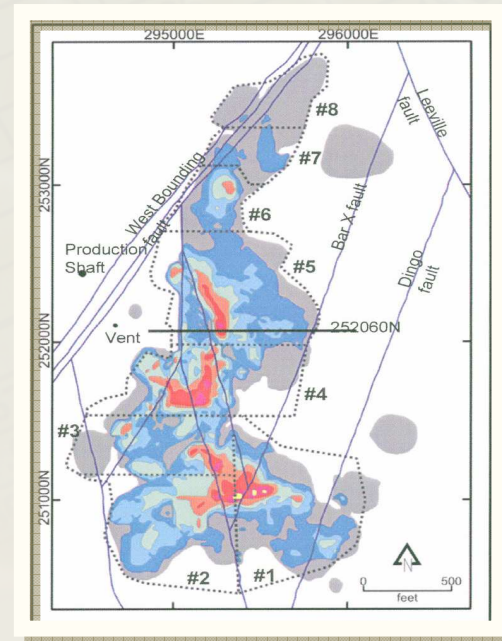 295000E
296000E
#8
Leeville
fault
253000N
West Bounding
fault
#7
Bar X fault
#6
Dingo
fault
Production
Shaft
#5
252060N
252000N
Vent
#4
#3
251000N
#2
#1
N
0
500
feet